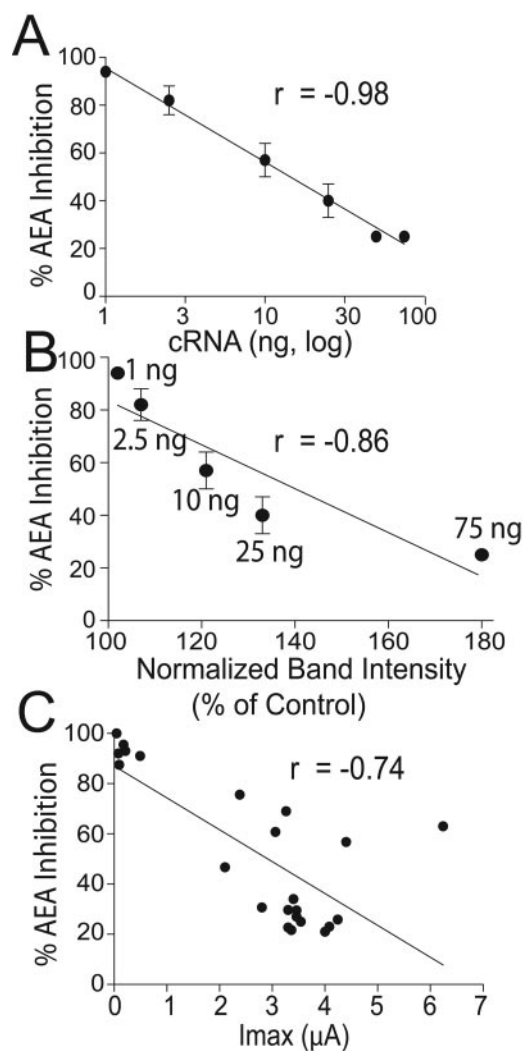 A
% AEA Inhibition
100
80
60
40
20
0
r = -0.98
1
3
10
30
100
cRNA (ng, log)
B
% AEA Inhibition
100
80
60
40
20
0
1 ng
2.5 ng
10 ng
25 ng
75 ng
r = -0.86
100
120
140
160
180
Normalized Band Intensity
(% of Control)
C
% AEA Inhibition
100
80
60
40
20
0
r = -0.74
0
1
2
3
4
5
6
7
Imax (µA)